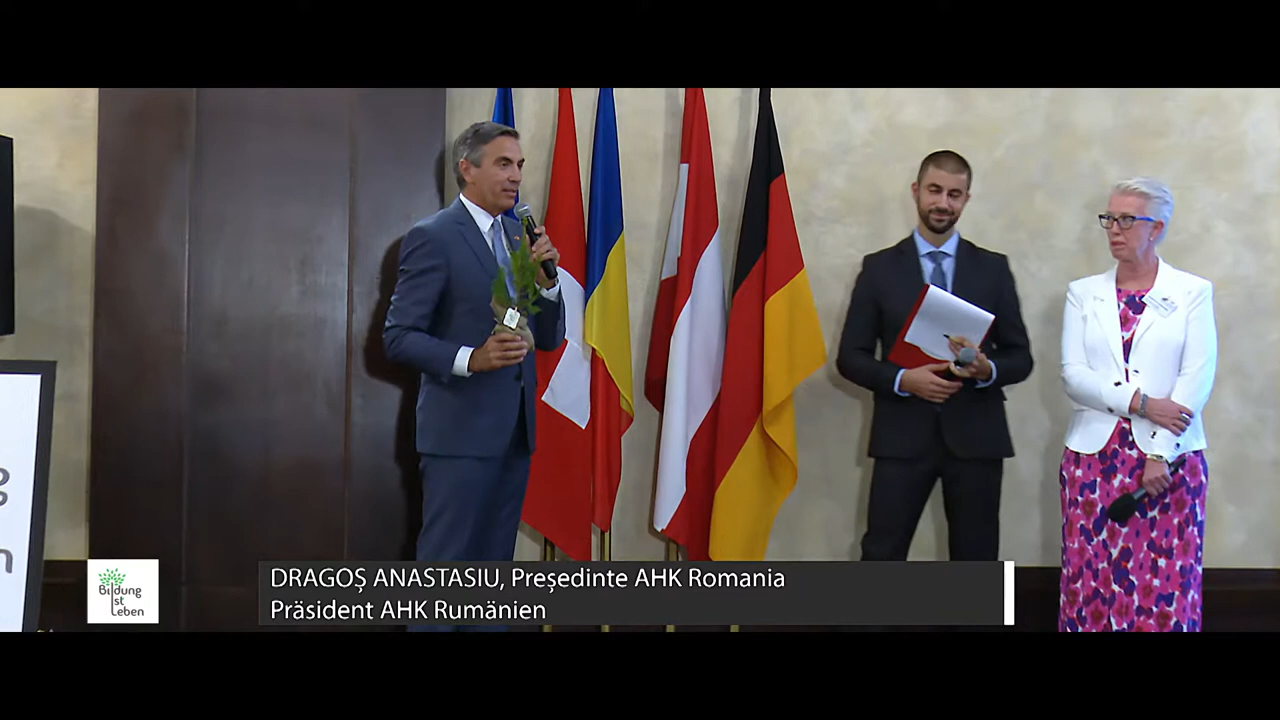 DRAGOȘ ANASTASIU, Președinte AHK Romania
Präsident AHK Rumänien
Bildung
ist
Leben